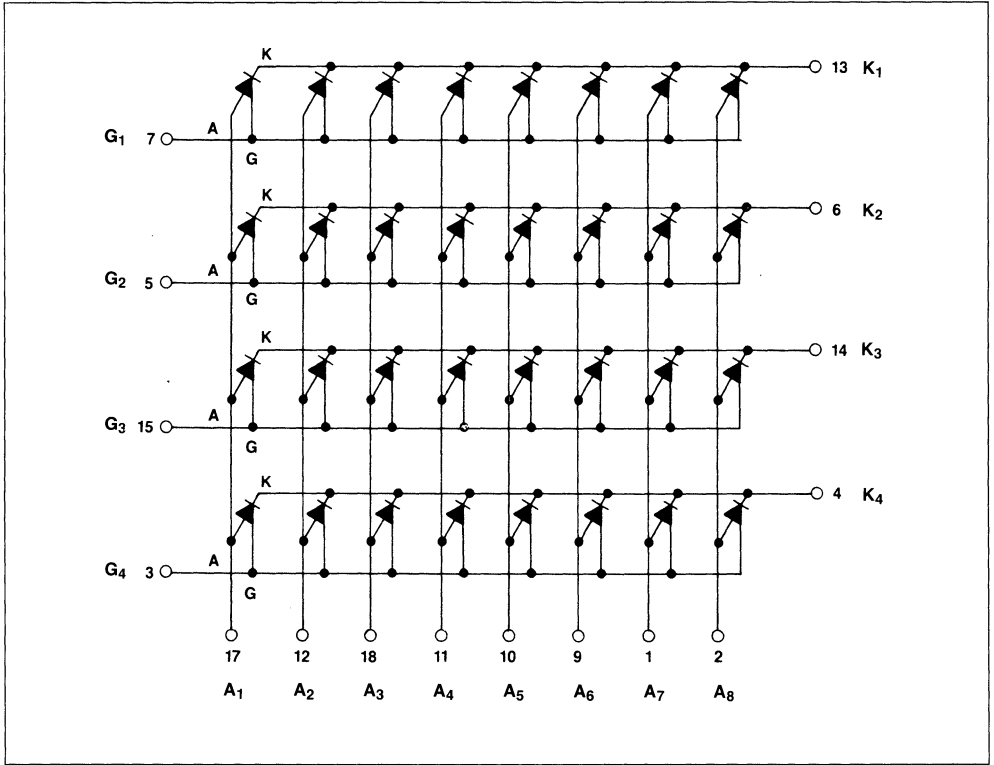 K
13 K₁
A
G₁ 7
G
K
6 K₂
A
G₂ 5
G
K
14 K₃
A
G₃ 15
G
K
4 K₄
A
G₄ 3
G
17 12 18 11 10 9 1 2
A₁ A₂ A₃ A₄ A₅ A₆ A₇ A₈